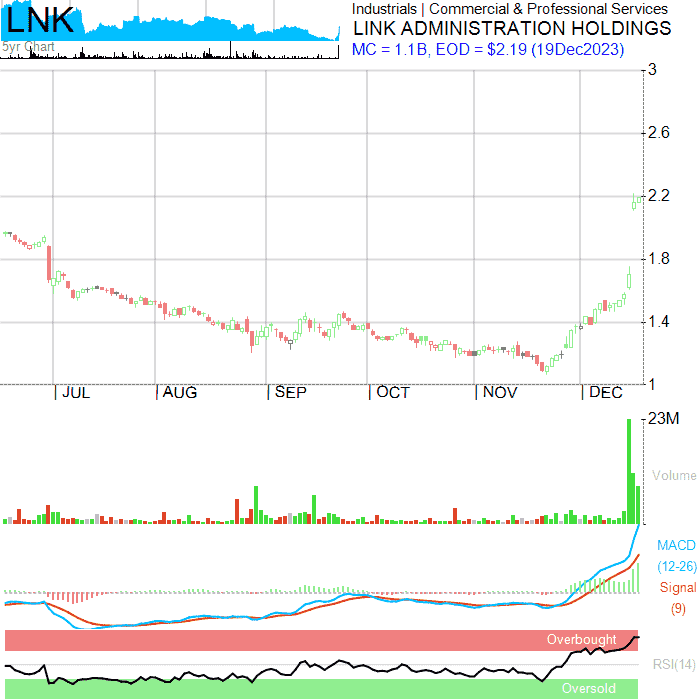 LNK
5yr Chart
Industrials | Commercial & Professional Services
LINK ADMINISTRATION HOLDINGS
MC = 1.1B, EOD = $2.19 (19Dec2023)
3
2.6
2.2
1.8
1.4
1
JUL AUG SEP OCT NOV DEC
23M
Volume
MACD
(12-26)
Signal
(9)
Overbought
RSI(14)
Oversold